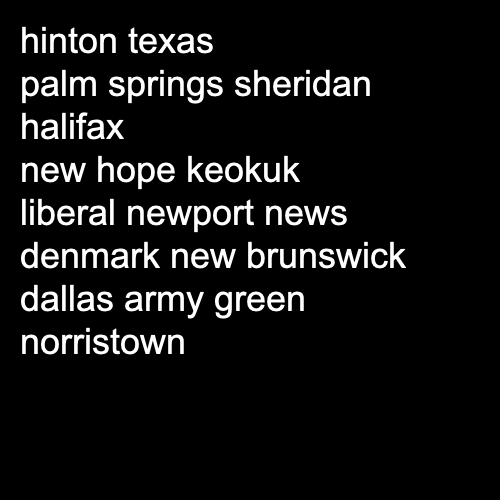 hinton texas
palm springs sheridan
halifax
new hope keokuk
liberal newport news
denmark new brunswick
dallas army green
norristown